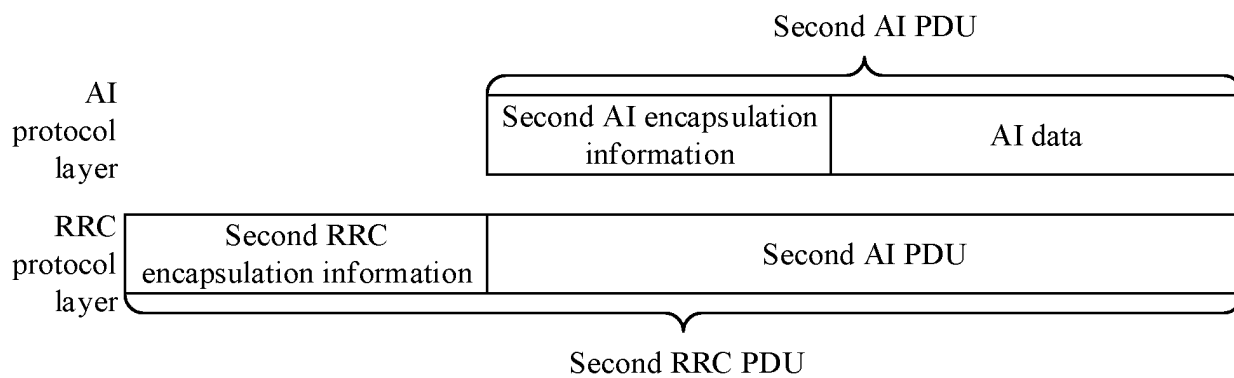 Second AI PDU
AI
protocol
layer
Second AI encapsulation
information
AI data
RRC
protocol
layer
Second RRC
encapsulation information
Second AI PDU
Second RRC PDU